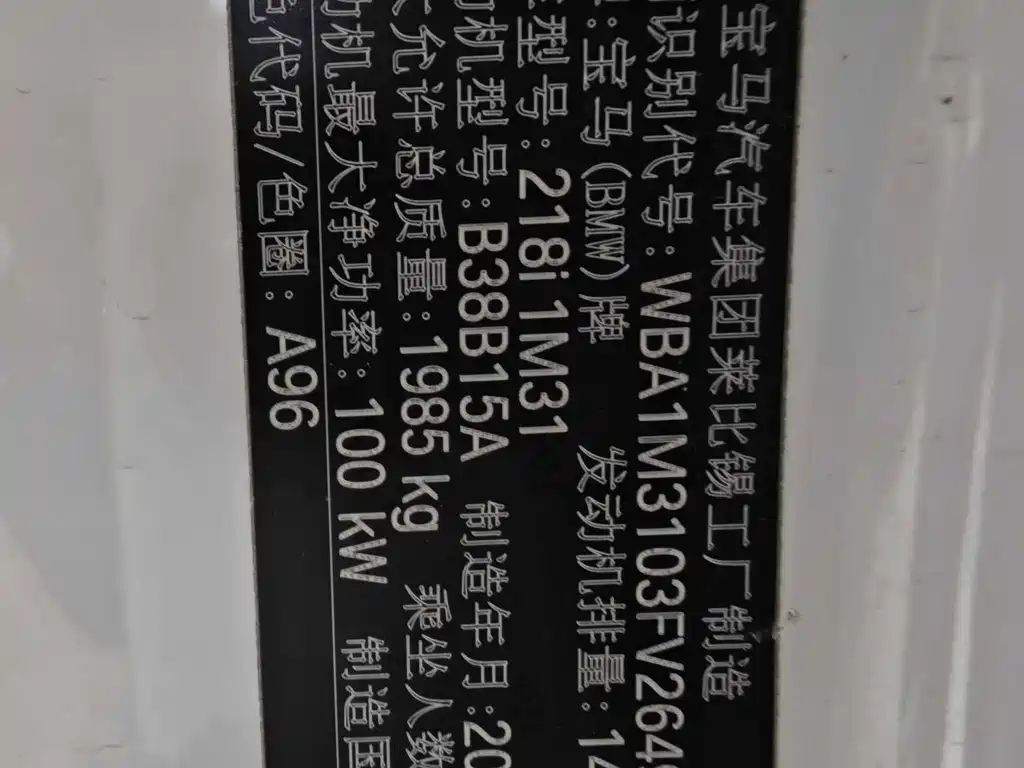 宝马汽车集团莱比锡工厂制造
识别代号：WBA1M3103FV264
：宝马(BMW)牌 发动机排量：14
型号：218i 1M31
机型号：B38B15A 制造年月：20
允许总质量：1985 kg 乘坐人数
机最大净功率：100 kW 制造国
色代码/色圈：A96